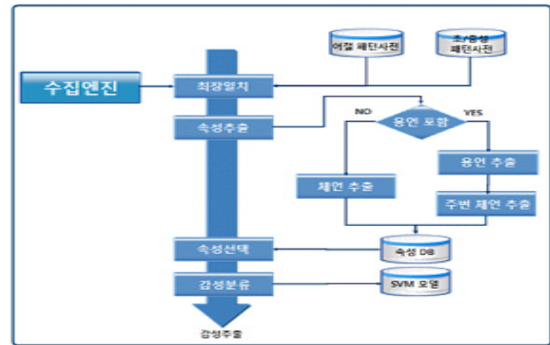 어절 패턴사전
초/중성
패턴사전
수집엔진
최장일치
속성추출
NO
용언 포함
YES
용언 추출
체언 추출
주변 체언 추출
속성선택
속성 DB
감성분류
SVM 모델
감성추출